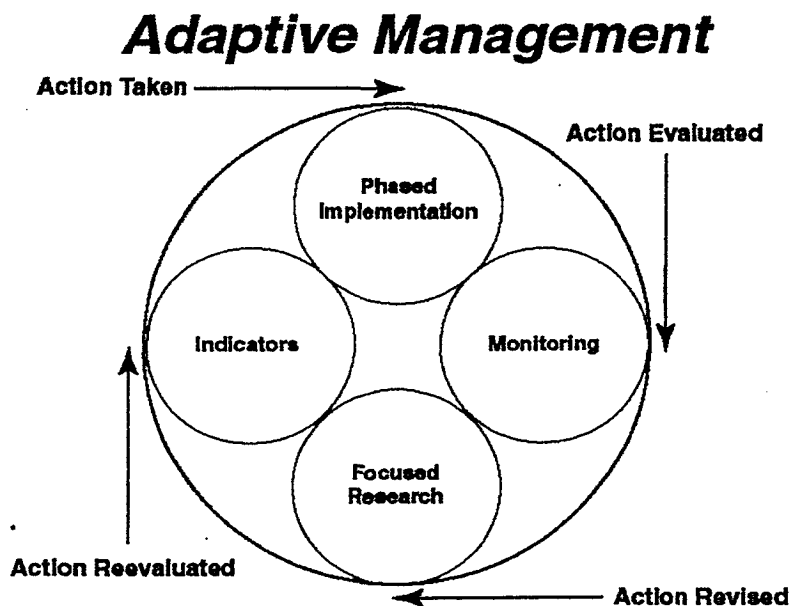 Adaptive Management
Action Taken
Action Evaluated
Phased
Implementation
Indicators
Monitoring
Focused
Research
Action Reevaluated
Action Revised